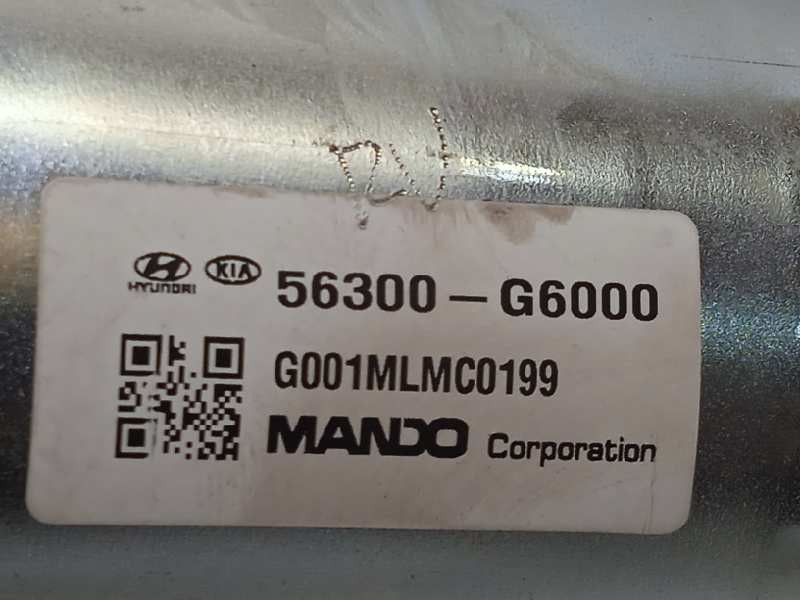 HYUNDAI KIA 56300-G6000
G001MLMC0199
MANDO Corporation